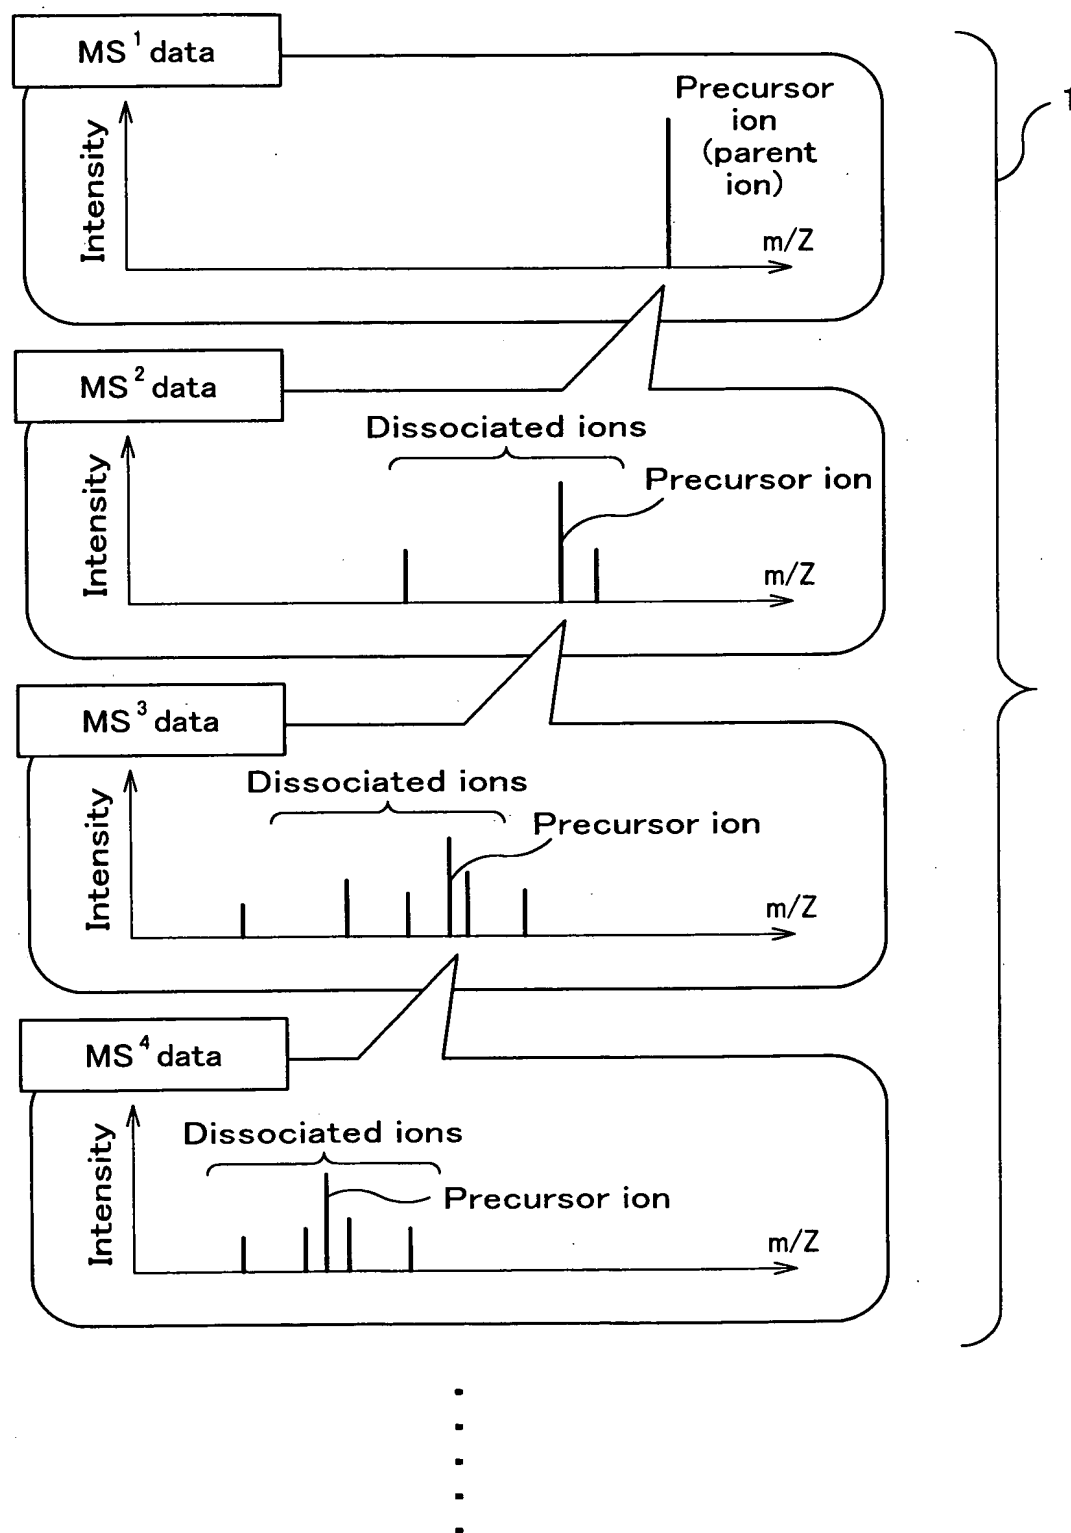 MS¹ data
Precursor
ion
(parent
ion)
Intensity
m/Z
1
MS² data
Dissociated ions
Precursor ion
Intensity
m/Z
MS³ data
Dissociated ions
Precursor ion
Intensity
m/Z
MS⁴ data
Dissociated ions
Precursor ion
Intensity
m/Z